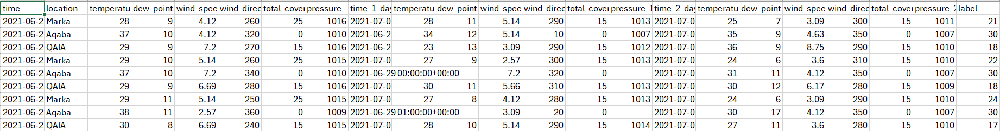 time location temperatu dew_point wind_spee wind_direc total_cover pressure time_1_day temperatu dew_point_ wind_spee wind_direc total_cover pressure_1 time_2_day temperatu dew_point_ wind_spee wind_direc total_cover pressure_2 label
2021-06-2 Marka 28 9 4.12 260 25 1016 2021-07-0 28 11 5.14 290 15 1013 2021-07-0 25 7 3.09 300 15 1011 21
2021-06-2 Aqaba 37 10 4.12 320 0 1010 2021-06-2 34 12 5.14 10 0 1007 2021-07-0 35 9 4.63 350 0 1007 30
2021-06-2 QAIA 29 9 7.2 270 15 1016 2021-06-2 23 13 3.09 290 15 1012 2021-07-0 36 9 8.75 290 15 1010 18
2021-06-2 Marka 29 10 5.14 260 25 1015 2021-07-0 27 9 2.57 300 15 1013 2021-07-0 24 6 3.6 310 15 1010 22
2021-06-2 Aqaba 37 10 7.2 340 0 1010 2021-06-29 00:00:00+00:00 7.2 320 0 2021-07-0 31 11 4.12 350 0 1007 30
2021-06-2 QAIA 29 9 6.69 280 15 1016 2021-07-0 30 11 5.66 310 15 1013 2021-07-0 30 12 6.17 280 15 1009 18
2021-06-2 Marka 29 11 5.14 250 25 1015 2021-07-0 27 8 4.12 280 15 1013 2021-07-0 24 6 3.09 290 15 1010 24
2021-06-2 Aqaba 38 11 2.57 360 0 1009 2021-06-29 01:00:00+00:00 3.09 20 0 2021-07-0 30 17 4.12 350 0 1007 30
2021-06-2 QAIA 30 8 6.69 240 15 1015 2021-07-0 28 10 5.14 290 15 1014 2021-07-0 27 11 3.6 280 15 1010 17